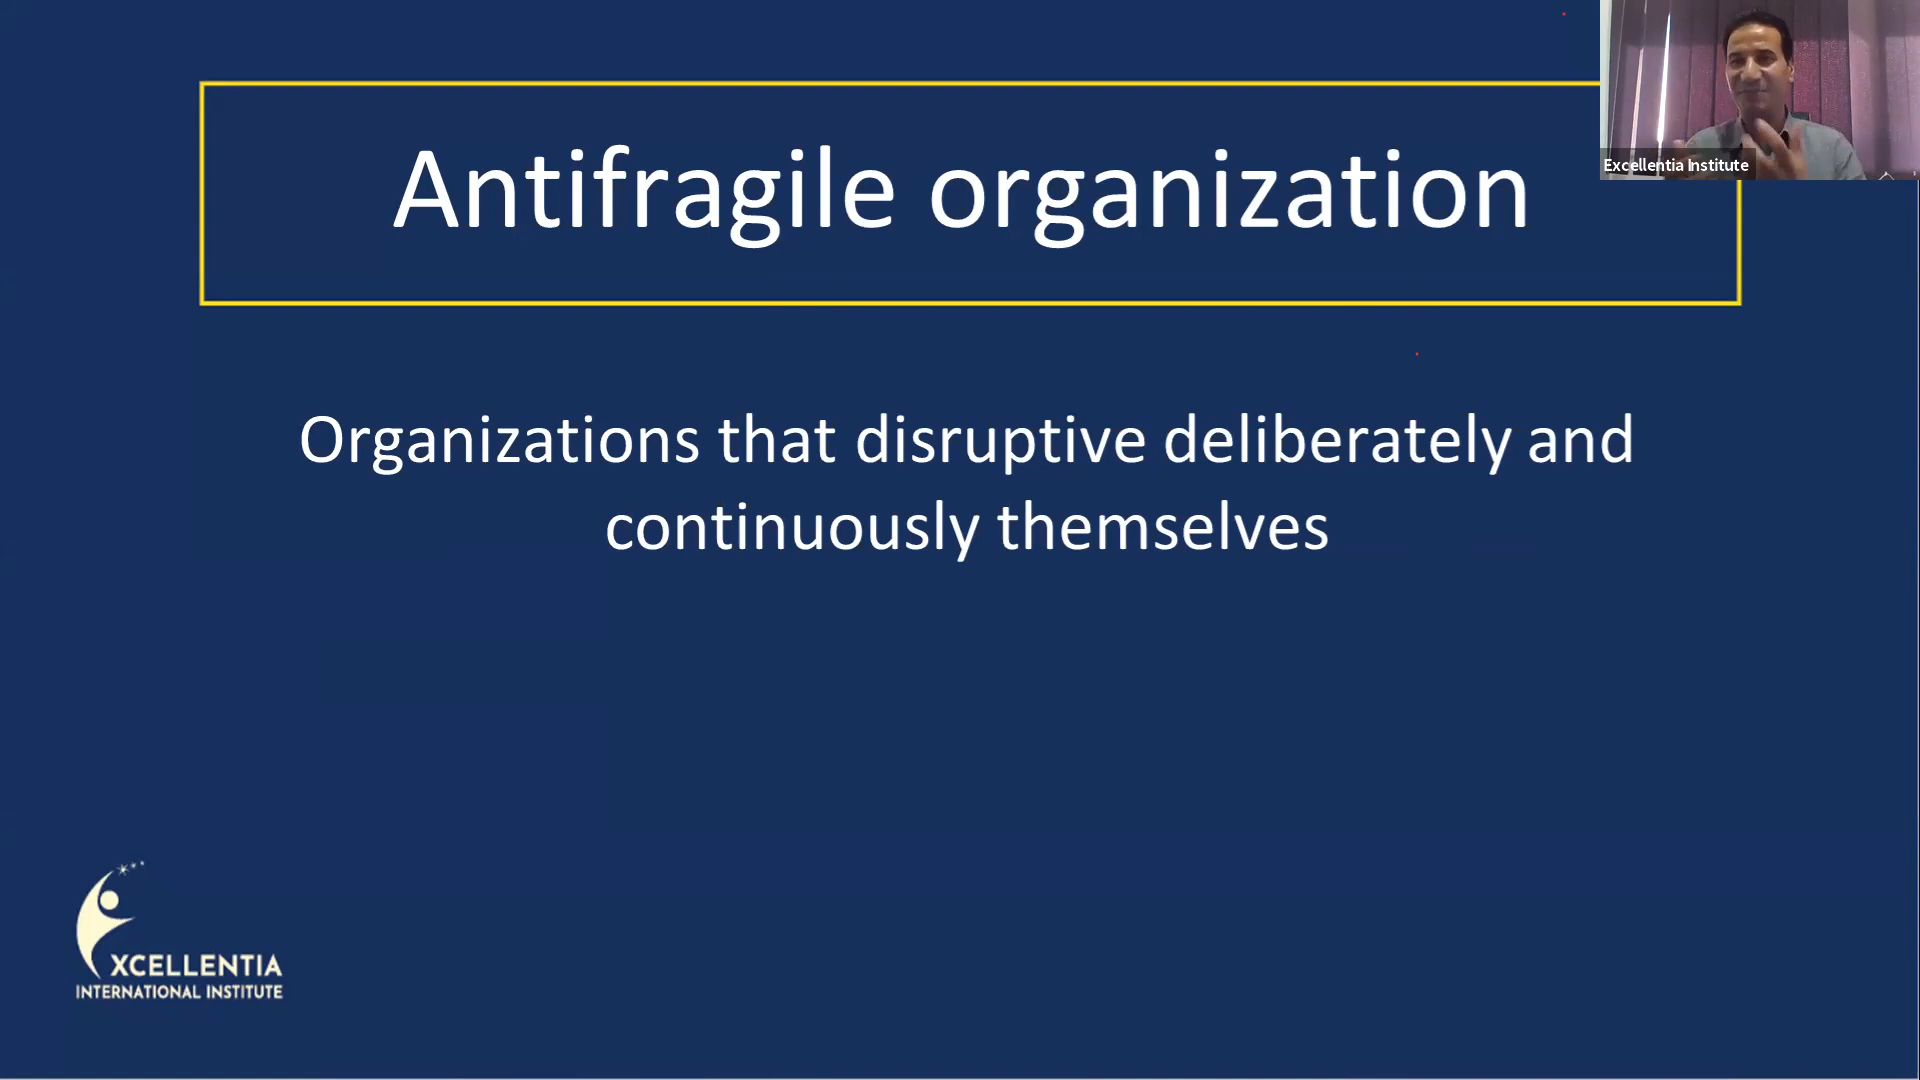 Antifragile organization
Excellentia Institute
Organizations that disruptive deliberately and
continuously themselves
XCELLENTIA
INTERNATIONAL INSTITUTE